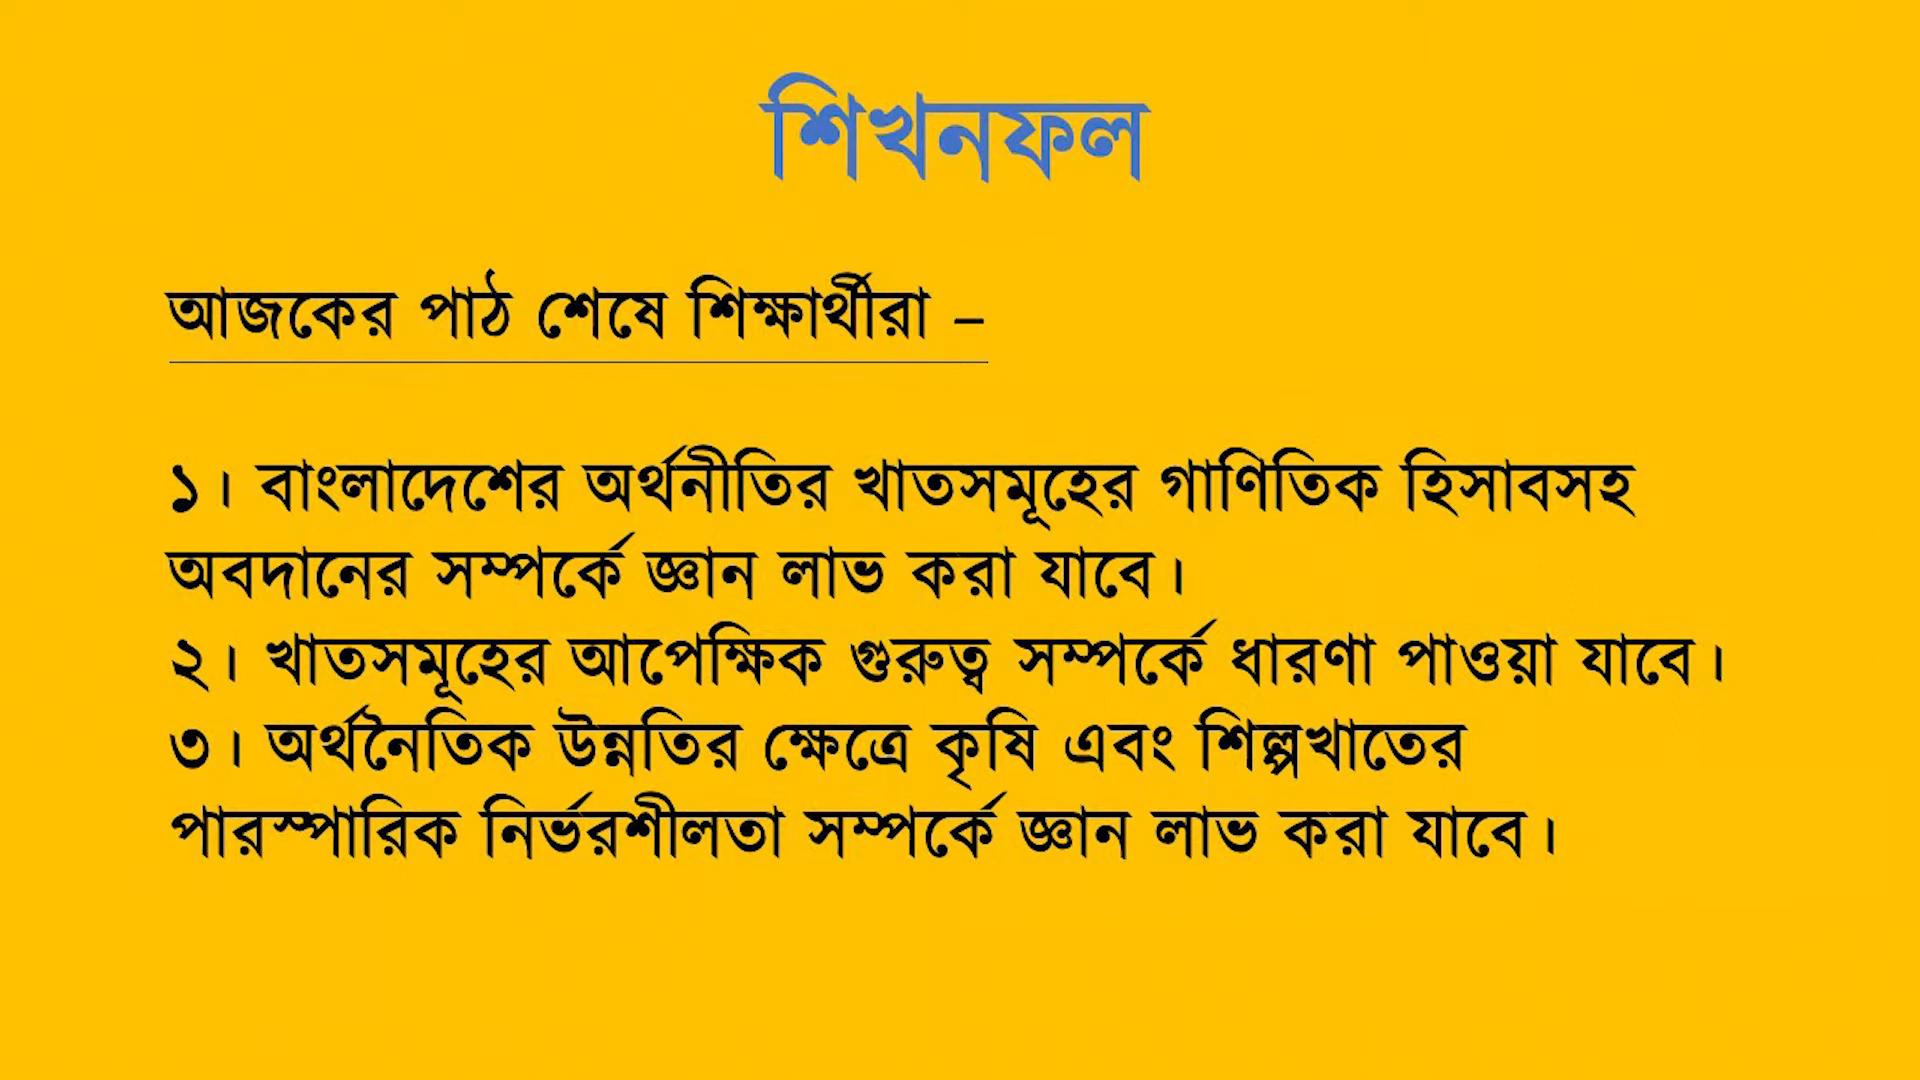 শিখনফল
আজকের পাঠ শেষে শিক্ষার্থীরা –
১। বাংলাদেশের অর্থনীতির খাতসমূহের গাণিতিক হিসাবসহ
অবদানের সম্পর্কে জ্ঞান লাভ করা যাবে।
২। খাতসমূহের আপেক্ষিক গুরুত্ব সম্পর্কে ধারণা পাওয়া যাবে।
৩। অর্থনৈতিক উন্নতির ক্ষেত্রে কৃষি এবং শিল্পখাতের
পারস্পারিক নির্ভরশীলতা সম্পর্কে জ্ঞান লাভ করা যাবে।